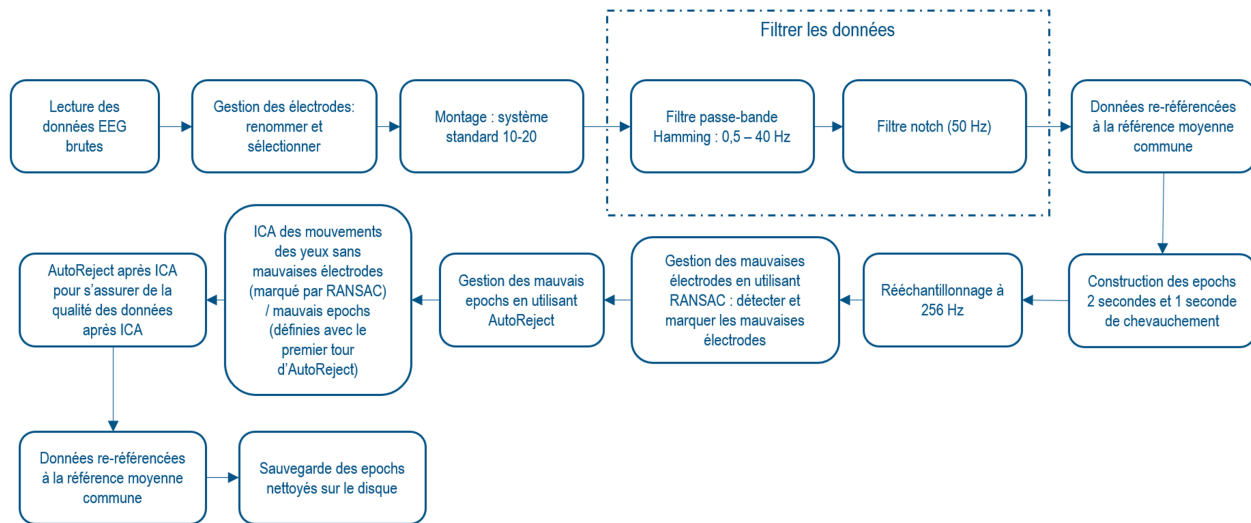 Filtrer les données
Lecture des
données EEG
brutes
Gestion des électrodes:
renommer et
sélectionner
Montage : système
standard 10-20
Filtre passe-bande
Hamming : 0,5 – 40 Hz
Filtre notch (50 Hz)
Données re-référencées
à la référence moyenne
commune
Construction des epochs
2 secondes et 1 seconde
de chevauchement
Rééchantillonnage à
256 Hz
Gestion des mauvaises
électrodes en utilisant
RANSAC : détecter et
marquer les mauvaises
électrodes
Gestion des mauvais
epochs en utilisant
AutoReject
ICA des mouvements
des yeux sans
mauvaises électrodes
(marqué par RANSAC)
/ mauvais epochs
(définies avec le
premier tour
d’AutoReject)
AutoReject après ICA
pour s’assurer de la
qualité des données
après ICA
Données re-référencées
à la référence moyenne
commune
Sauvegarde des epochs
nettoyés sur le disque